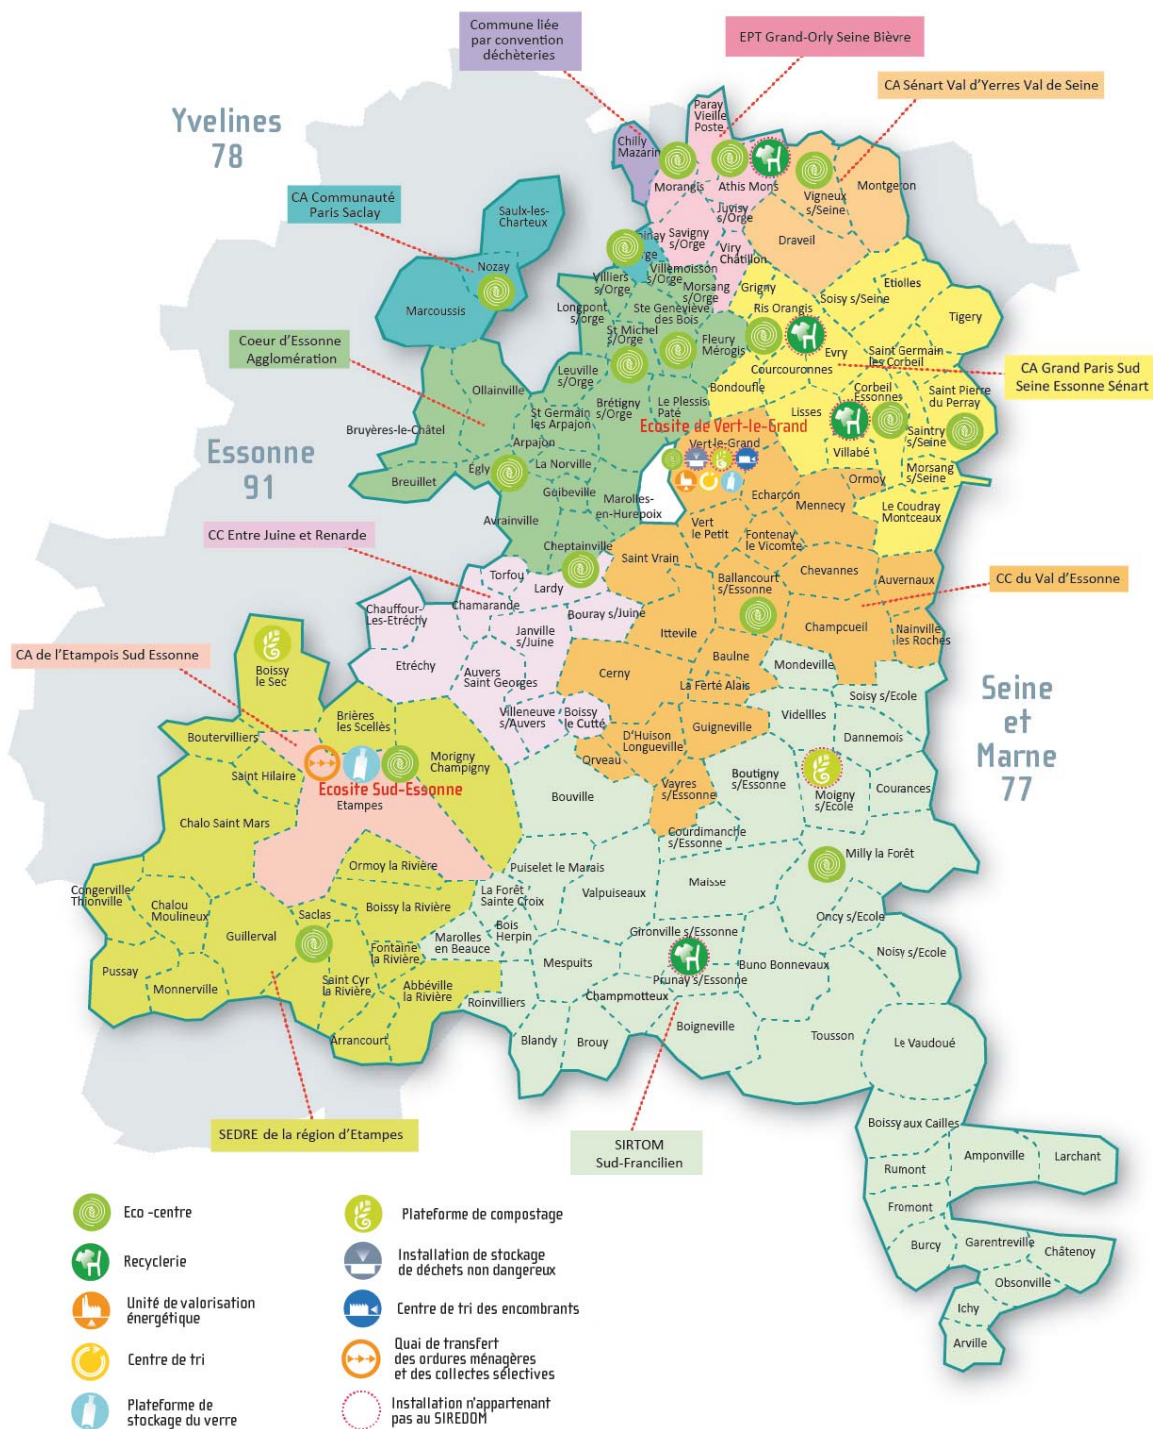 Commune liée
par convention
déchèteries
EPT Grand-Orly Seine Bièvre
CA Sénart Val d'Yerres Val de Seine
Yvelines
78
Paray
Vieille
Poste
Chilly
Mazarin
Morangis
Athis Mons
Vigneux
s/Seine
Montgeron
CA Communauté
Paris Saclay
Saulx-les-
Charteux
Juvisy
s/Orge
Savigny
s/Orge
Viry
Châtillon
Draveil
Nozay
Marcoussis
Villiers
s/Orge
Villemoisson
s/Orge
Morsang
s/Orge
Grigny
Ris Orangis
Soisy s/Seine
Etiolles
Tigery
Longpont
s/orge
Ste Geneviève
des Bois
St Michel
s/Orge
Fleury
Mérogis
Evry
Courcouronnes
Saint Germain
les Corbeil
Coeur d'Essonne
Agglomération
CA Grand Paris Sud
Seine Essonne Sénart
Ollainville
Leuville
s/Orge
Bondoufle
Corbeil
Essonnes
Saint Pierre
du Perray
Brétigny
s/Orge
Le Plessis
Paté
Lisses
St Germain
les Arpajon
Bruyères-le-Châtel
Arpajon
Ecosite de Vert-le-Grand
Vert-le-Grand
Villabé
Saintry
s/Seine
Essonne
91
Breuillet
Égly
La Norville
Guibeville
Marolles-
en-Hurepoix
Echarcon
Mennecy
Ormoy
Morsang
s/Seine
Le Coudray
Montceaux
Avrainville
CC Entre Juine et Renarde
Cheptainville
Vert
le Petit
Fontenay
le Vicomte
Saint Vrain
Torfou
Lardy
Chamarande
Ballancourt
s/Essonne
Chevannes
Auvernaux
CC du Val d'Essonne
Chauffour-
Les-Etréchy
Bouray s/Juine
Janville
s/Juine
Itteville
Champcueil
Nainville
les Roches
CA de l'Etampois Sud Essonne
Boissy
le Sec
Etréchy
Auvers
Saint Georges
Cerny
Baulne
Mondeville
La Ferté Alais
Soisy s/Ecole
Seine
et
Marne
77
Brières
les Scellès
Villeneuve
s/Auvers
Boissy
le Cutté
Guigneville
Videlles
Dannemois
Boutervilliers
D'Huison
Longueville
Morigny
Champigny
Orveau
Saint Hilaire
Ecosite Sud-Essonne
Etampes
Bouville
Vayres
s/Essonne
Boutigny
s/Essonne
Moigny
s/Ecole
Courances
Chalo Saint Mars
Courdimanche
s/Essonne
Milly la Forêt
Ormoy la Rivière
Puiselet le Marais
Maisse
Congerville
Thionville
Chalou
Moulineux
Boissy la Rivière
La Forêt
Sainte Croix
Valpuiseaux
Saclas
Oncy s/Ecole
Guillerval
Bois
Herpin
Marolles
en Beauce
Gironville s/Essonne
Noisy s/Ecole
Fontaine
la Rivière
Pussay
Monnerville
Saint Cyr
la Rivière
Abbéville
la Rivière
Mespuits
Buno Bonnevaux
Prunay s/Essonne
Roinvilliers
Champmotteux
Arrancourt
Blandy
Brouy
Boigneville
Tousson
Le Vaudoué
SEDRE de la région d'Etampes
SIRTOM
Sud-Francilien
Boissy aux Cailles
Amponville
Larchant
Rumont
Fromont
Burcy
Garentreville
Châtenoy
Obsonville
Ichy
Arville
Eco -centre
Recyclerie
Unité de valorisation
énergétique
Centre de tri
Plateforme de
stockage du verre
Plateforme de compostage
Installation de stockage
de déchets non dangereux
Centre de tri des encombrants
Quai de transfert
des ordures ménagères
et des collectes sélectives
Installation n'appartenant
pas au SIREDOM